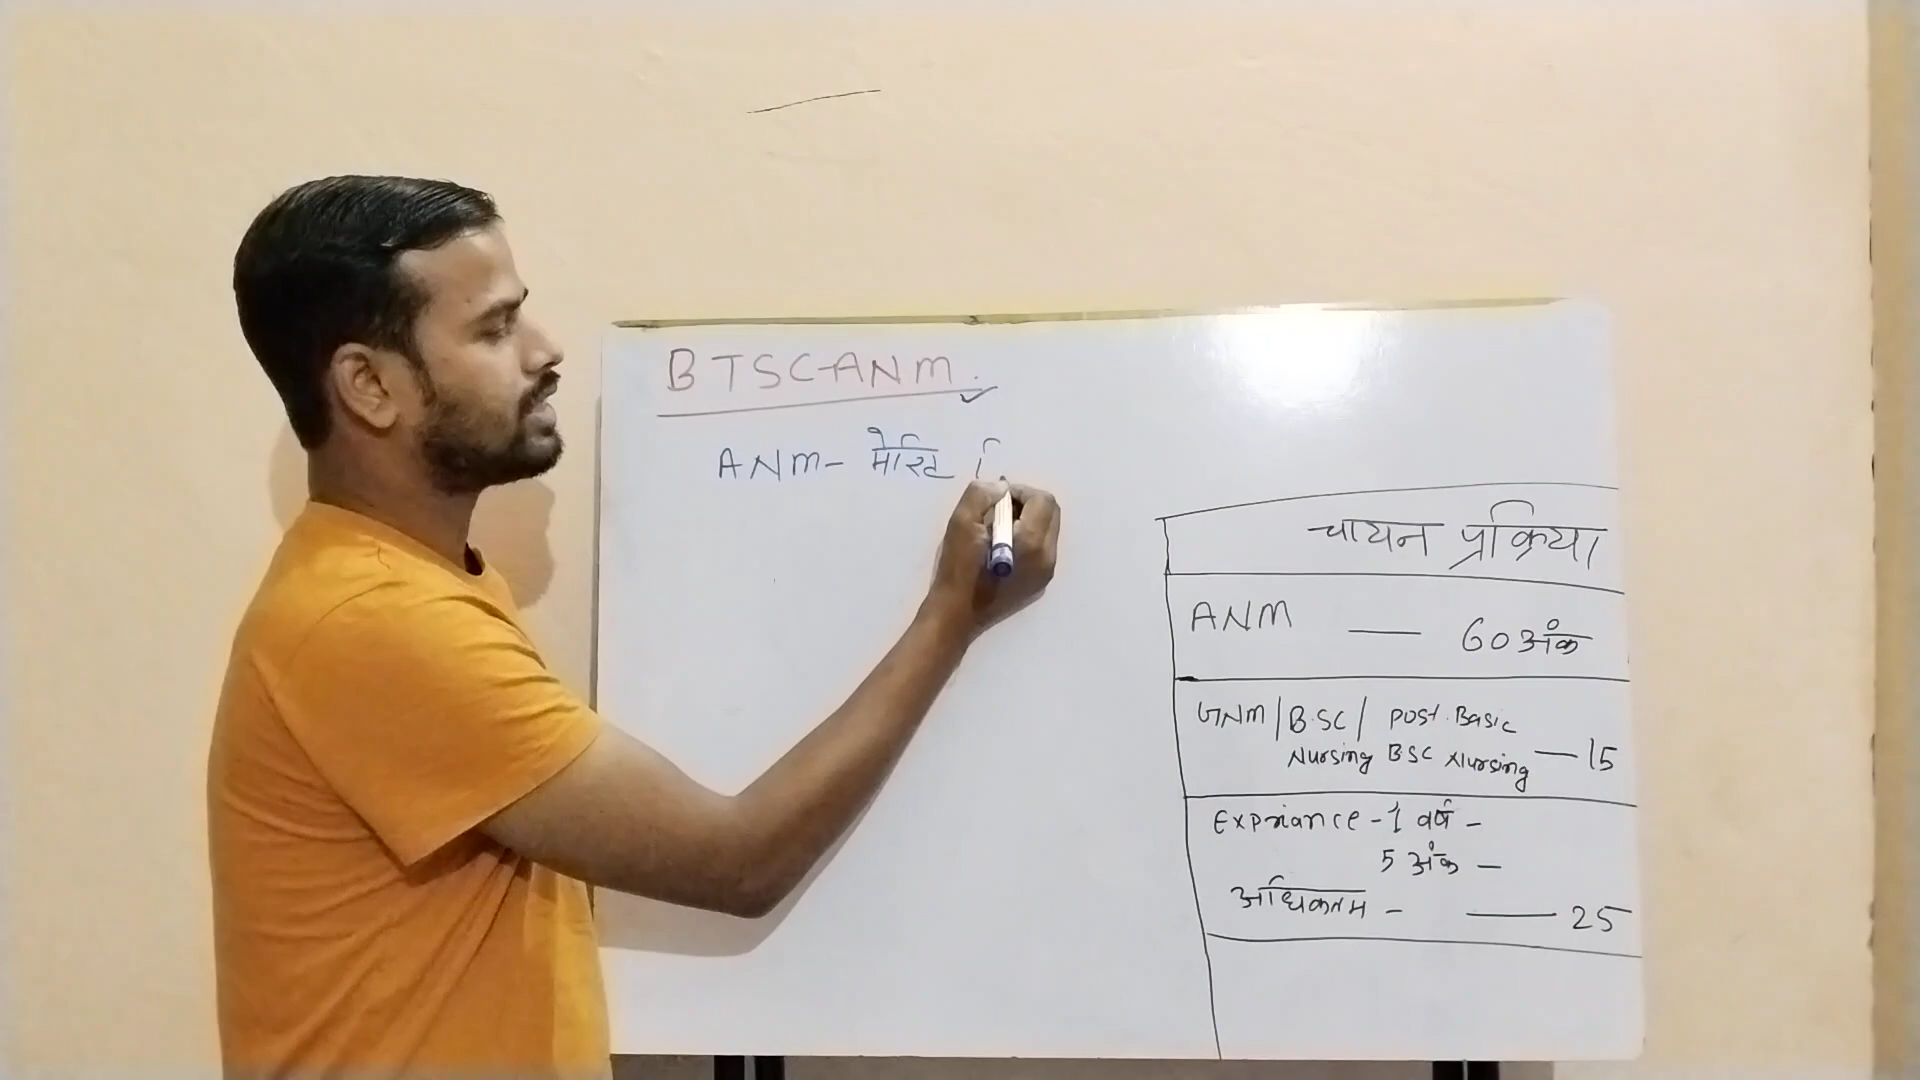 BTSC-ANM.
ANM- मेरिट
चायन प्रक्रिया
ANM — 60 अंक
GNM / B.SC / Post. Basic
Nursing BSC Nursing — 15
Expriance - 1 वर्ष -
5 अंक —
अधिकतम - — 25